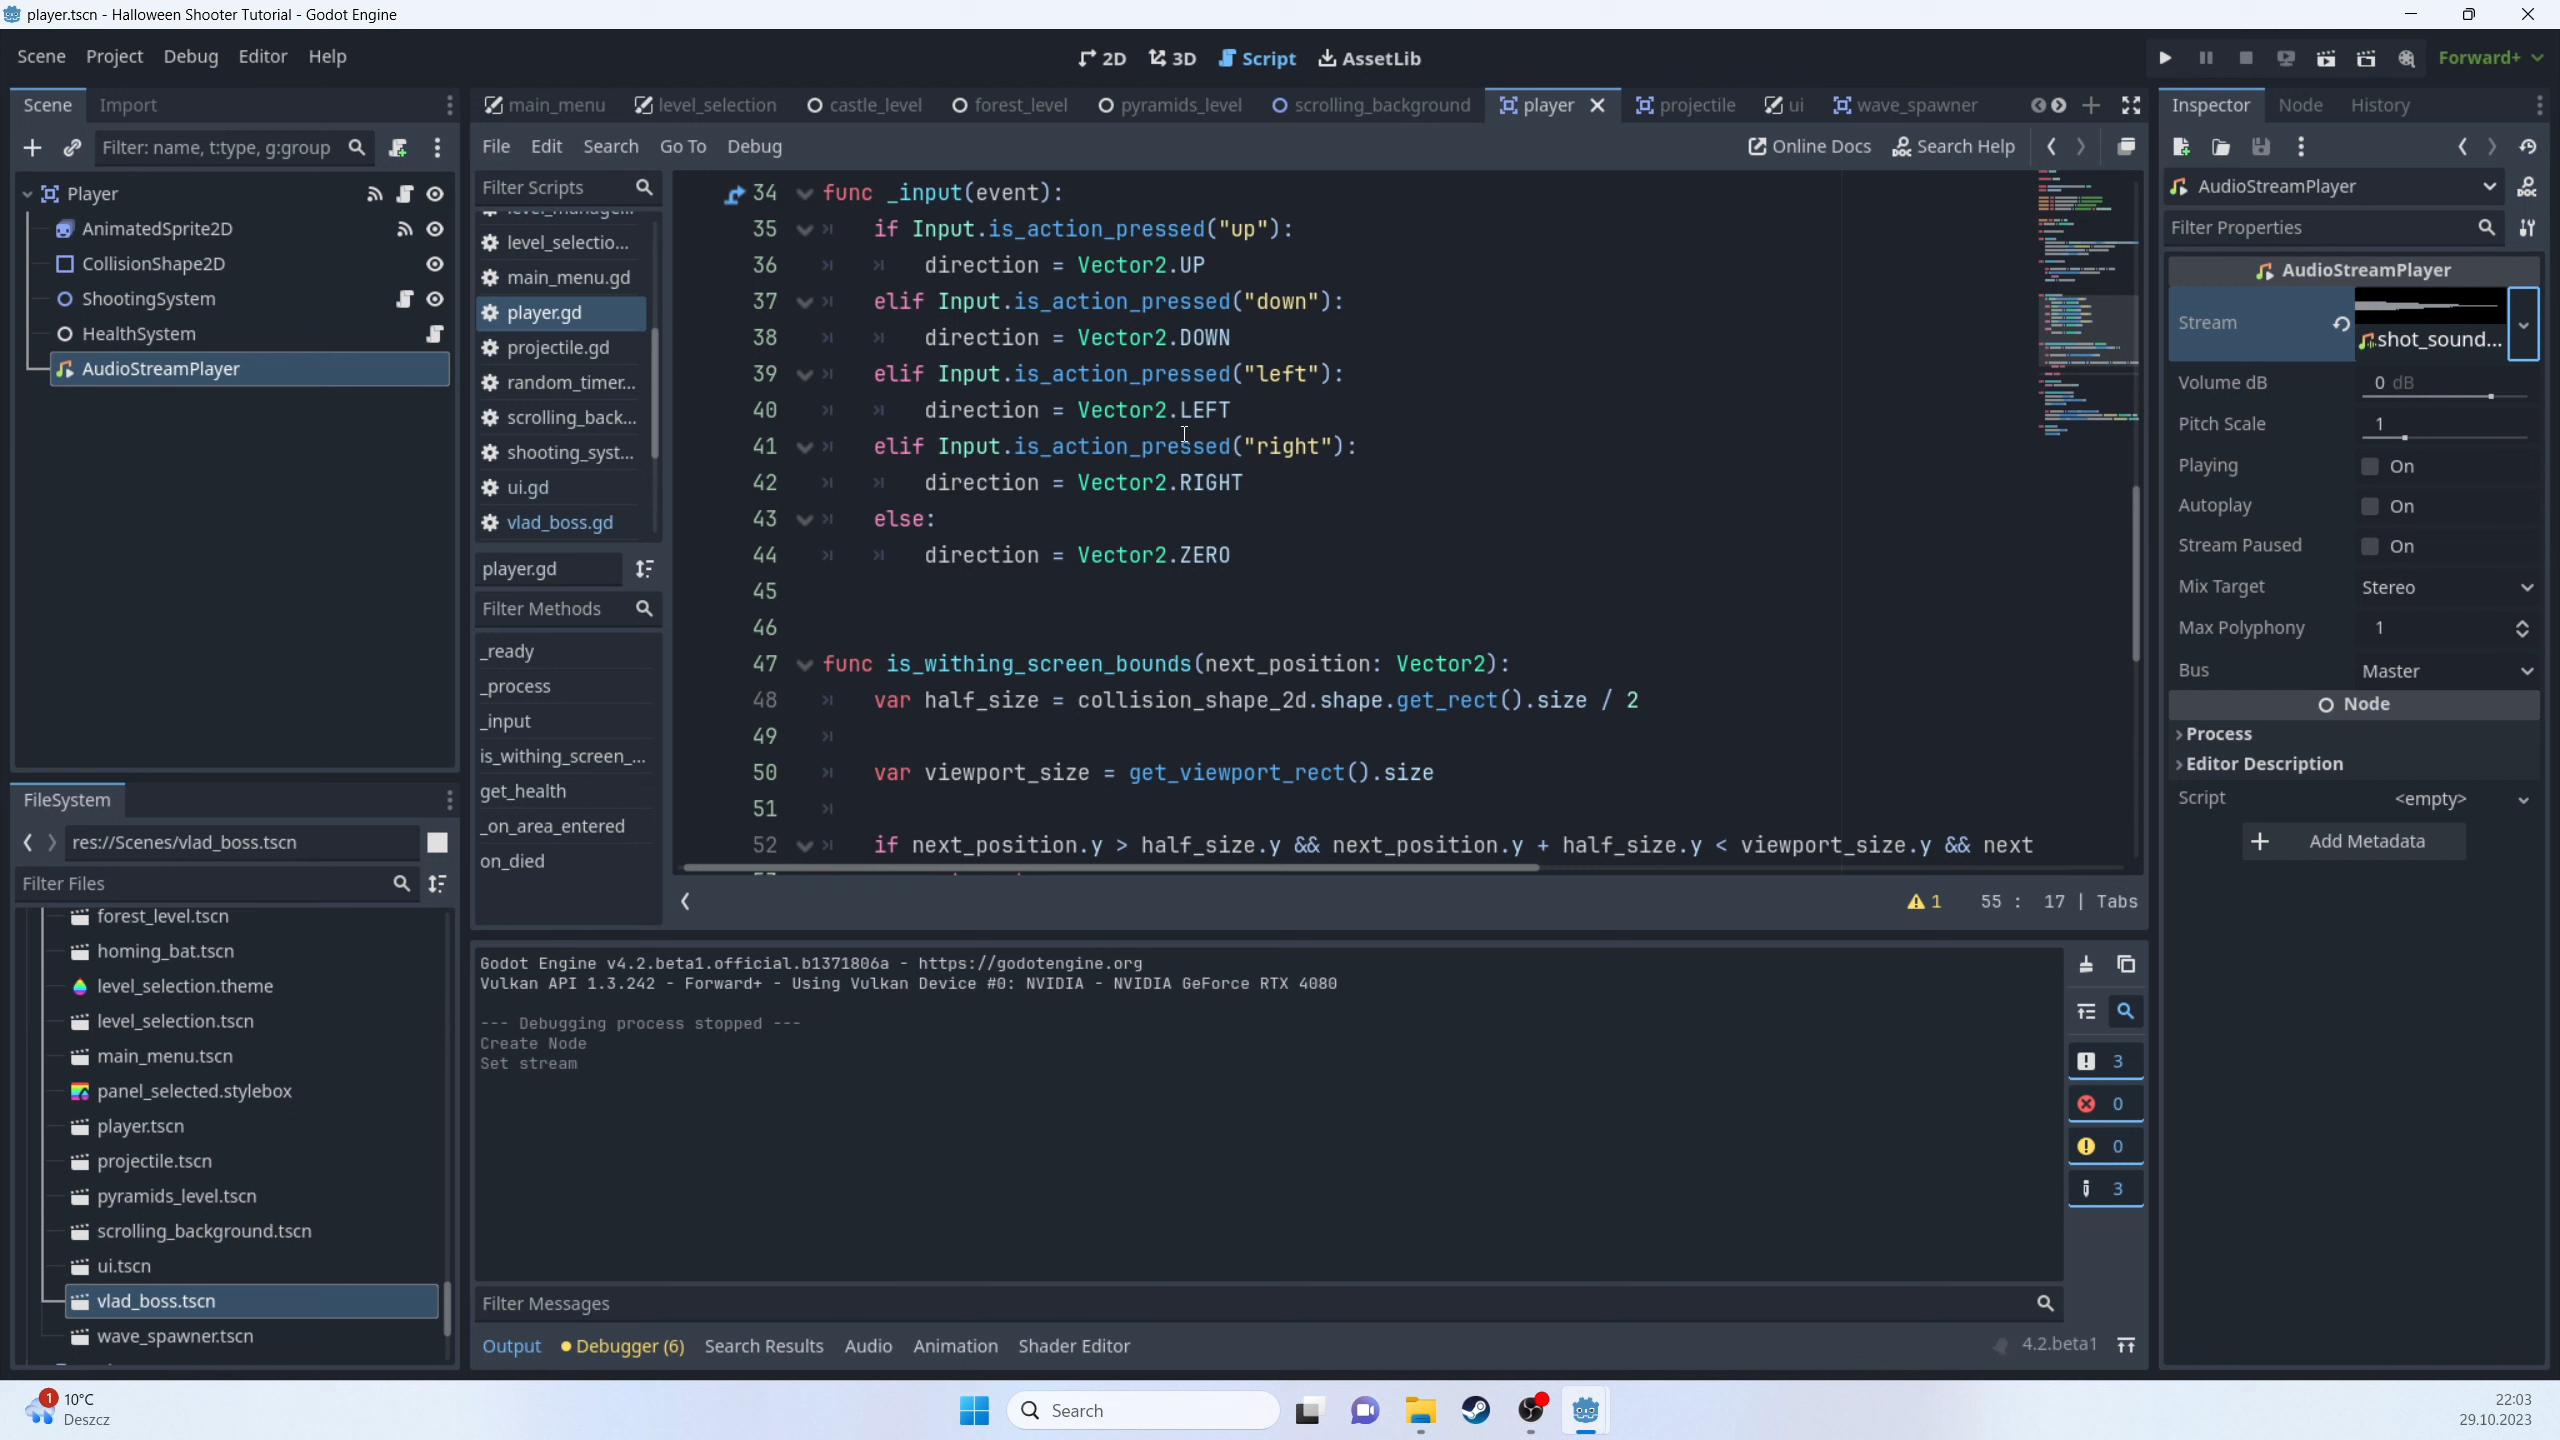 player.tscn - Halloween Shooter Tutorial - Godot Engine
Scene Project Debug Editor Help
2D 3D Script AssetLib
Forward+
Scene Import
Filter: name, t:type, g:group
Player
AnimatedSprite2D
CollisionShape2D
ShootingSystem
HealthSystem
AudioStreamPlayer
FileSystem
res://Scenes/vlad_boss.tscn
Filter Files
forest_level.tscn
homing_bat.tscn
level_selection.theme
level_selection.tscn
main_menu.tscn
panel_selected.stylebox
player.tscn
projectile.tscn
pyramids_level.tscn
scrolling_background.tscn
ui.tscn
vlad_boss.tscn
wave_spawner.tscn
main_menu level_selection castle_level forest_level pyramids_level scrolling_background player projectile ui wave_spawner
File Edit Search Go To Debug
Online Docs Search Help
Filter Scripts
level_manage...
level_selectio...
main_menu.gd
player.gd
projectile.gd
random_timer...
scrolling_back...
shooting_syst...
ui.gd
vlad_boss.gd
player.gd
Filter Methods
_ready
_process
_input
is_withing_screen_...
get_health
_on_area_entered
on_died
34 func _input(event):
35 if Input.is_action_pressed("up"):
36 direction = Vector2.UP
37 elif Input.is_action_pressed("down"):
38 direction = Vector2.DOWN
39 elif Input.is_action_pressed("left"):
40 direction = Vector2.LEFT
41 elif Input.is_action_pressed("right"):
42 direction = Vector2.RIGHT
43 else:
44 direction = Vector2.ZERO
45
46
47 func is_withing_screen_bounds(next_position: Vector2):
48 var half_size = collision_shape_2d.shape.get_rect().size / 2
49
50 var viewport_size = get_viewport_rect().size
51
52 if next_position.y > half_size.y && next_position.y + half_size.y < viewport_size.y && next
1 55 : 17 | Tabs
Godot Engine v4.2.beta1.official.b1371806a - https://godotengine.org
Vulkan API 1.3.242 - Forward+ - Using Vulkan Device #0: NVIDIA - NVIDIA GeForce RTX 4080
--- Debugging process stopped ---
Create Node
Set stream
3
0
0
3
Filter Messages
Output Debugger (6) Search Results Audio Animation Shader Editor
4.2.beta1
Inspector Node History
AudioStreamPlayer
Filter Properties
AudioStreamPlayer
Stream shot_sound...
Volume dB 0 dB
Pitch Scale 1
Playing On
Autoplay On
Stream Paused On
Mix Target Stereo
Max Polyphony 1
Bus Master
Node
Process
Editor Description
Script <empty>
Add Metadata
1
10°C
Deszcz
Search
22:03
29.10.2023